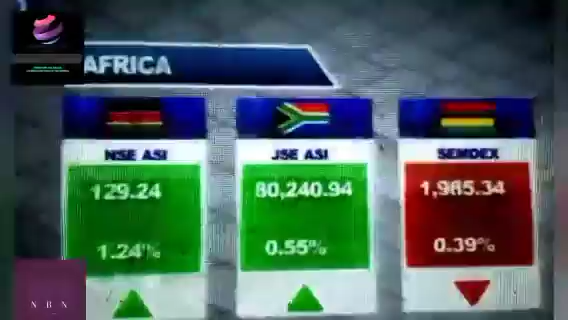 AFRICA
NSE ASI
JSE ASI
SEMDEX
129.24
80,240.94
1,985.34
1.24%
0.55%
0.39%
NBN